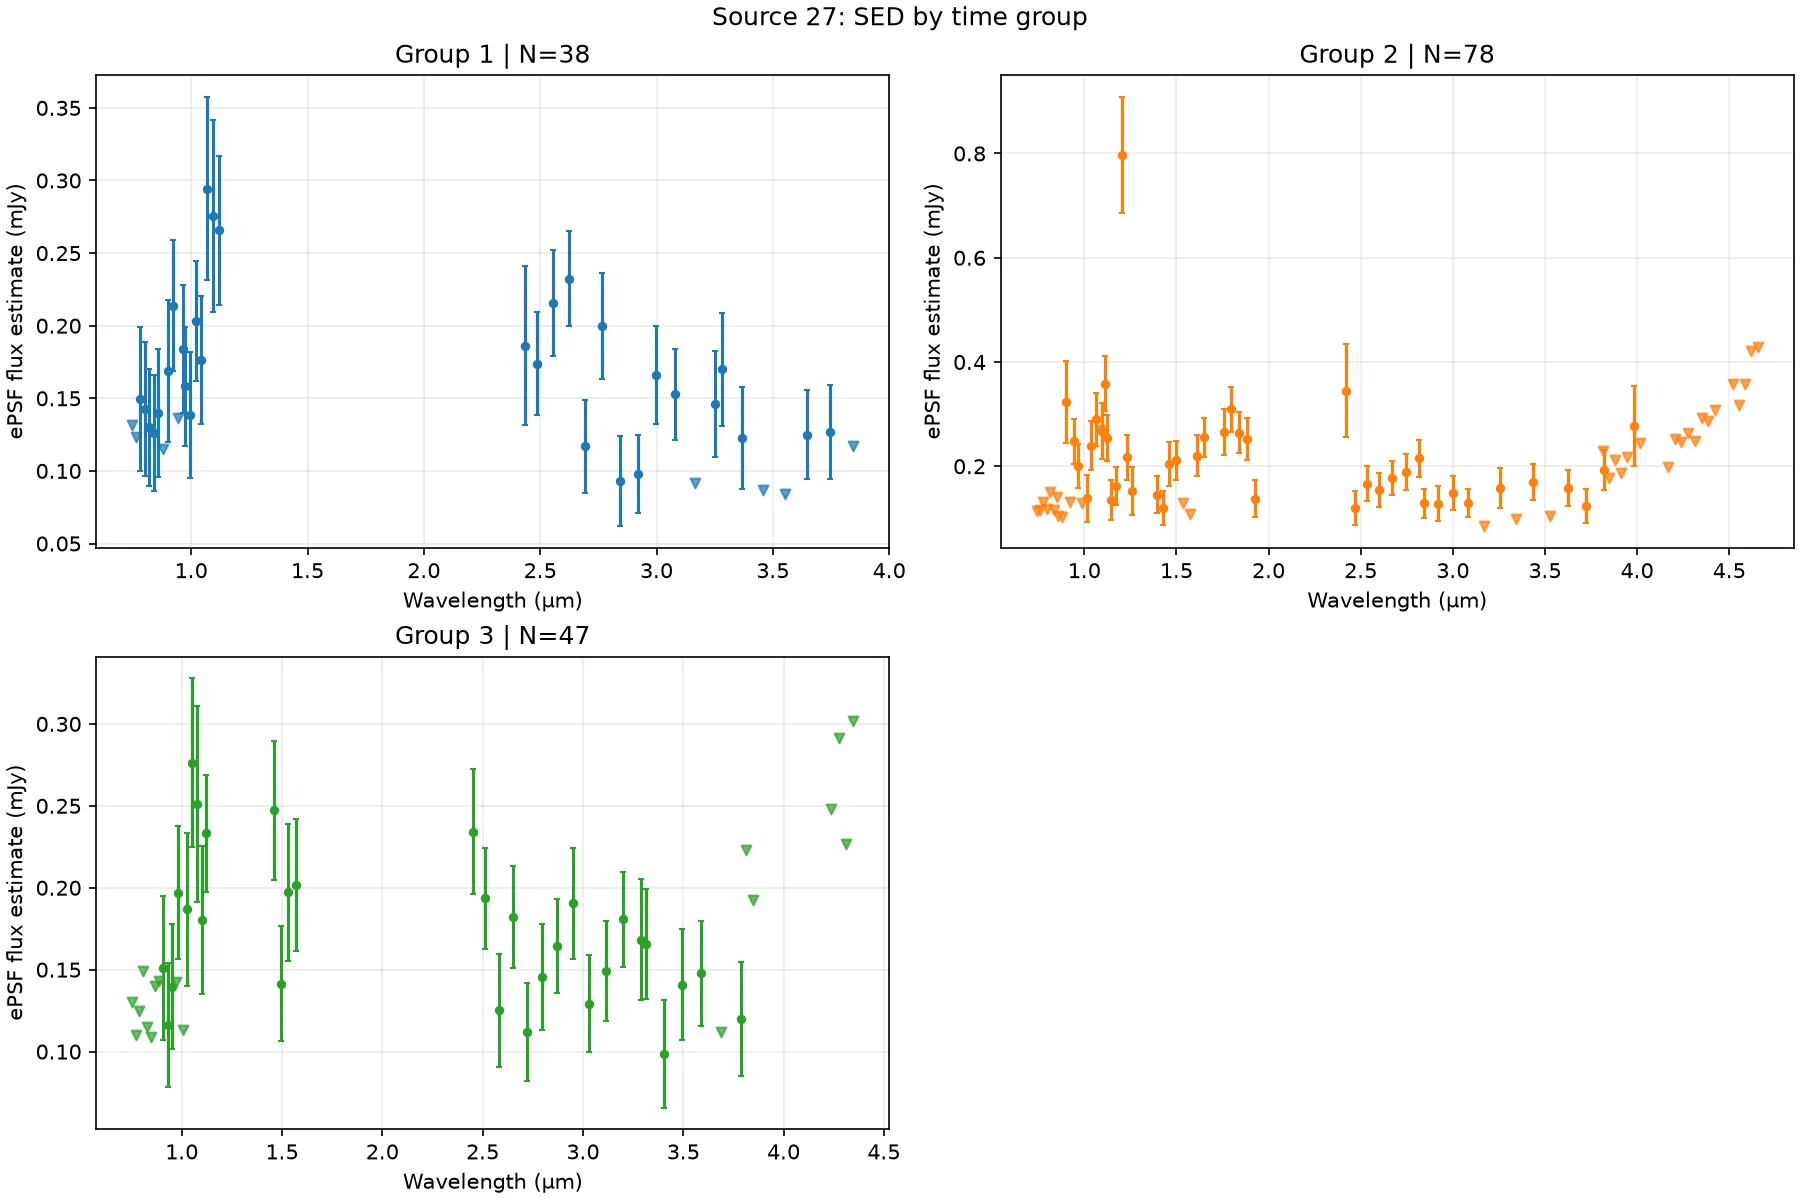 Source 27: SED by time group
Group 1 | N=38
ePSF flux estimate (mJy)
0.35
0.30
0.25
0.20
0.15
0.10
0.05
1.0 1.5 2.0 2.5 3.0 3.5 4.0
Wavelength (μm)
Group 2 | N=78
ePSF flux estimate (mJy)
0.8
0.6
0.4
0.2
1.0 1.5 2.0 2.5 3.0 3.5 4.0 4.5
Wavelength (μm)
Group 3 | N=47
ePSF flux estimate (mJy)
0.30
0.25
0.20
0.15
0.10
1.0 1.5 2.0 2.5 3.0 3.5 4.0 4.5
Wavelength (μm)